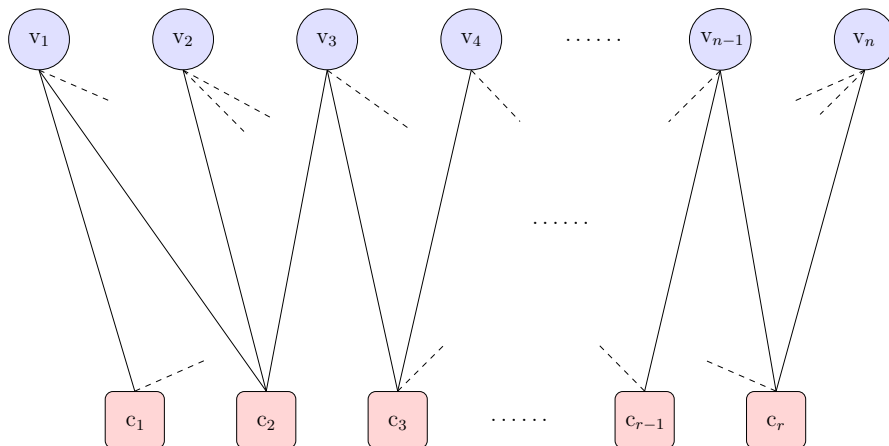 v₁ v₂ v₃ v₄ ...... vₙ₋₁ vₙ
......
c₁ c₂ c₃ ...... cᵣ₋₁ cᵣ